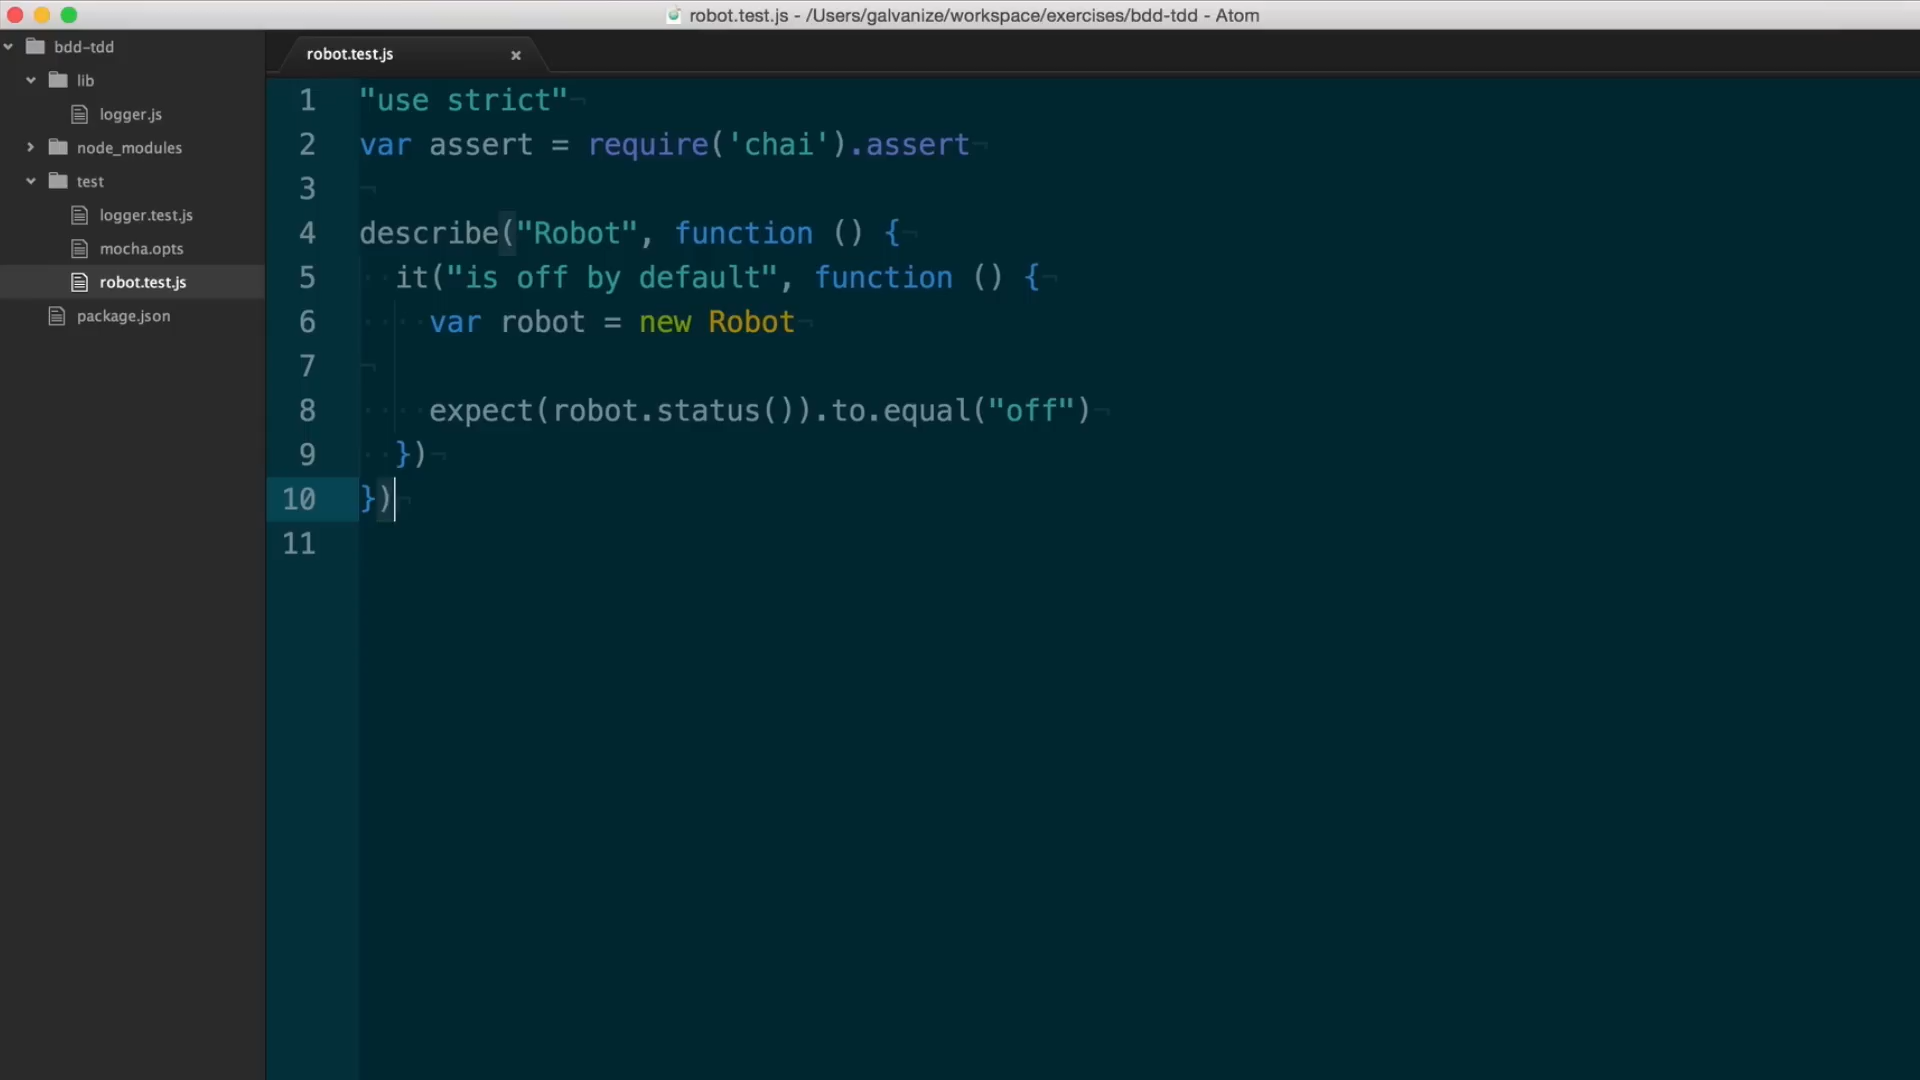 robot.test.js - /Users/galvanize/workspace/exercises/bdd-tdd - Atom
bdd-tdd
lib
logger.js
node_modules
test
logger.test.js
mocha.opts
robot.test.js
package.json
robot.test.js
1 "use strict"
2 var assert = require('chai').assert
3
4 describe("Robot", function () {
5 it("is off by default", function () {
6 var robot = new Robot
7
8 expect(robot.status()).to.equal("off")
9 })
10 })
11